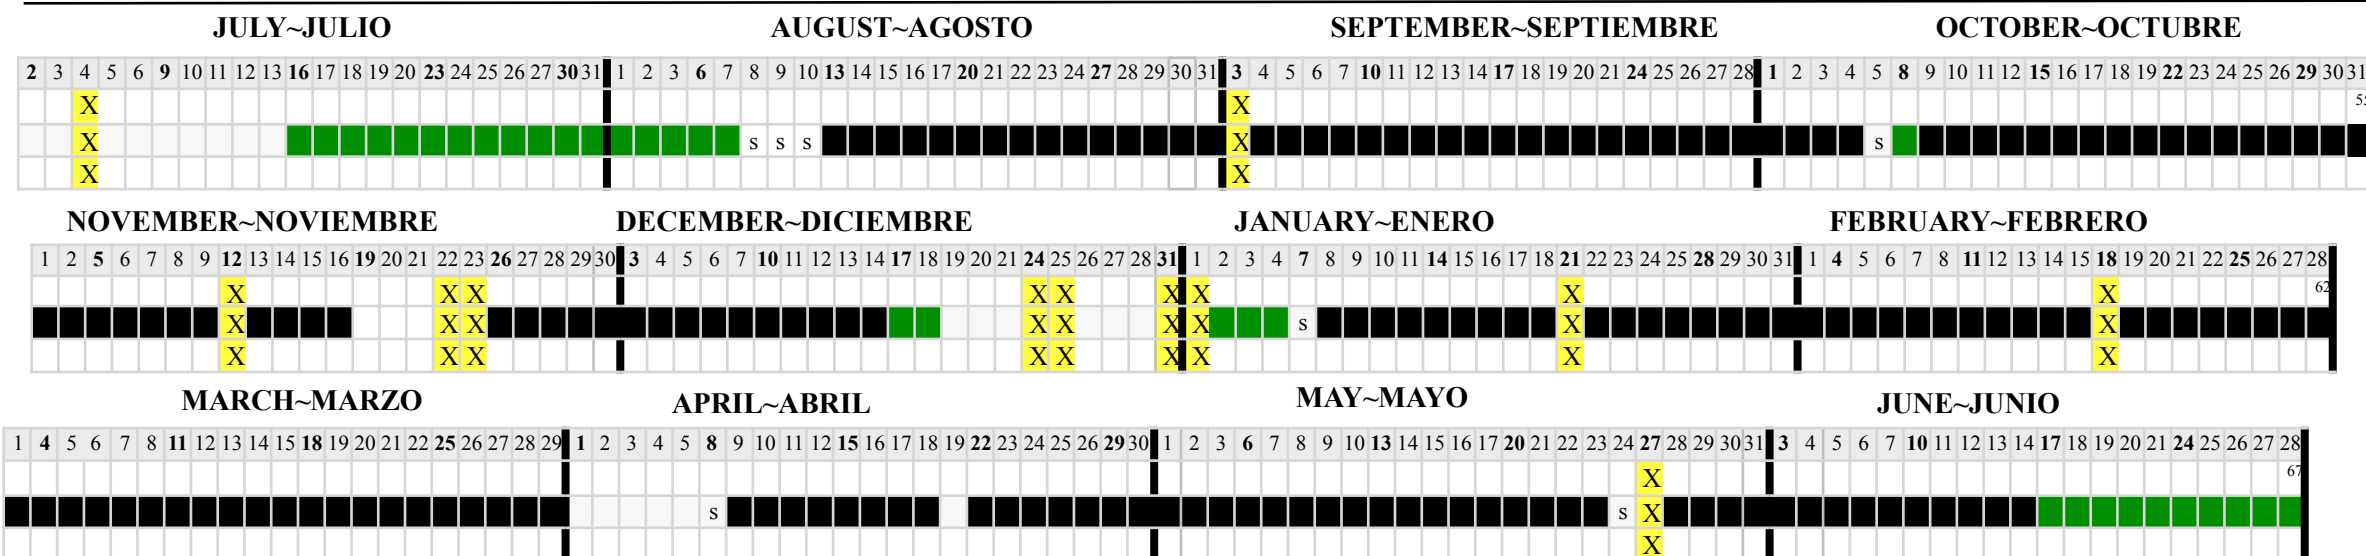 JULY~JULIO AUGUST~AGOSTO SEPTEMBER~SEPTIEMBRE OCTOBER~OCTUBRE
2 3 4 5 6 9 10 11 12 13 16 17 18 19 20 23 24 25 26 27 30 31 1 2 3 6 7 8 9 10 13 14 15 16 17 20 21 22 23 24 27 28 29 30 31 3 4 5 6 7 10 11 12 13 14 17 18 19 20 21 24 25 26 27 28 1 2 3 4 5 8 9 10 11 12 15 16 17 18 19 22 23 24 25 26 29 30 31
X X 55
X s s s X s
X X
NOVEMBER~NOVIEMBRE DECEMBER~DICIEMBRE JANUARY~ENERO FEBRUARY~FEBRERO
1 2 5 6 7 8 9 12 13 14 15 16 19 20 21 22 23 26 27 28 29 30 3 4 5 6 7 10 11 12 13 14 17 18 19 20 21 24 25 26 27 28 31 1 2 3 4 7 8 9 10 11 14 15 16 17 18 21 22 23 24 25 28 29 30 31 1 4 5 6 7 8 11 12 13 14 15 18 19 20 21 22 25 26 27 28
X X X X X X X X X 62
X X X X X X X s X X
X X X X X X X X X
MARCH~MARZO APRIL~ABRIL MAY~MAYO JUNE~JUNIO
1 4 5 6 7 8 11 12 13 14 15 18 19 20 21 22 25 26 27 28 29 1 2 3 4 5 8 9 10 11 12 15 16 17 18 19 22 23 24 25 26 29 30 1 2 3 6 7 8 9 10 13 14 15 16 17 20 21 22 23 24 27 28 29 30 31 3 4 5 6 7 10 11 12 13 14 17 18 19 20 21 24 25 26 27 28
X 67
s s X
X